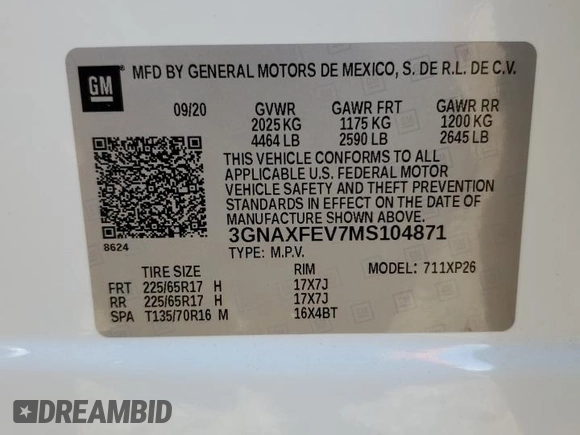 GM
MFD BY GENERAL MOTORS DE MEXICO, S. DE R.L. DE C.V.
09/20 GVWR GAWR FRT GAWR RR
2025 KG 1175 KG 1200 KG
4464 LB 2590 LB 2645 LB
THIS VEHICLE CONFORMS TO ALL
APPLICABLE U.S. FEDERAL MOTOR
VEHICLE SAFETY AND THEFT PREVENTION
STANDARDS IN EFFECT ON THE DATE OF
MANUFACTURE SHOWN ABOVE.
8624
3GNAXFEV7MS104871
TYPE: M.P.V.
TIRE SIZE RIM MODEL: 711XP26
FRT 225/65R17 H 17X7J
RR 225/65R17 H 17X7J
SPA T135/70R16 M 16X4BT
DREAMBID